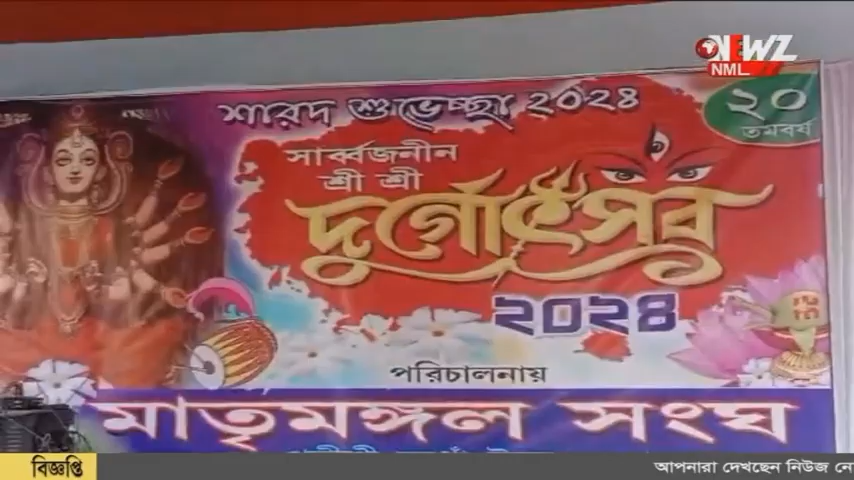 NEWZ
NML
শারদ শুভেচ্ছা ২০২৪
২০
তমবর্ষ
সার্ব্বজনীন
শ্রী শ্রী
দুর্গোৎসব
২০২৪
পরিচালনায়
মাতৃমঙ্গল সংঘ
বিজ্ঞপ্তি
আপনারা দেখছেন নিউজ